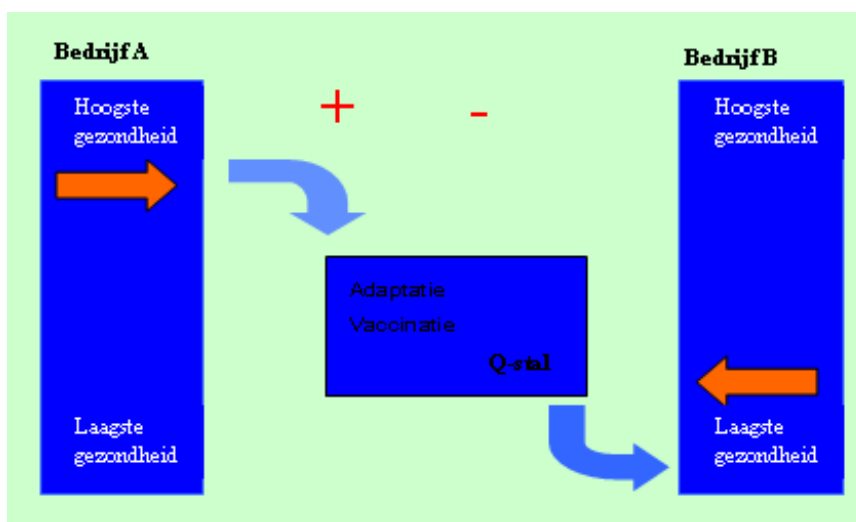 Bedrijf A
Hoogste
gezondheid
Laagste
gezondheid
+
-
Adaptatie
Vaccinatie
Q-stal
Bedrijf B
Hoogste
gezondheid
Laagste
gezondheid